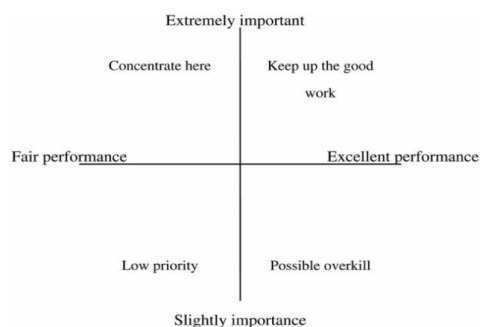 Extremely important
Concentrate here
Keep up the good
work
Fair performance
Excellent performance
Low priority
Possible overkill
Slightly importance